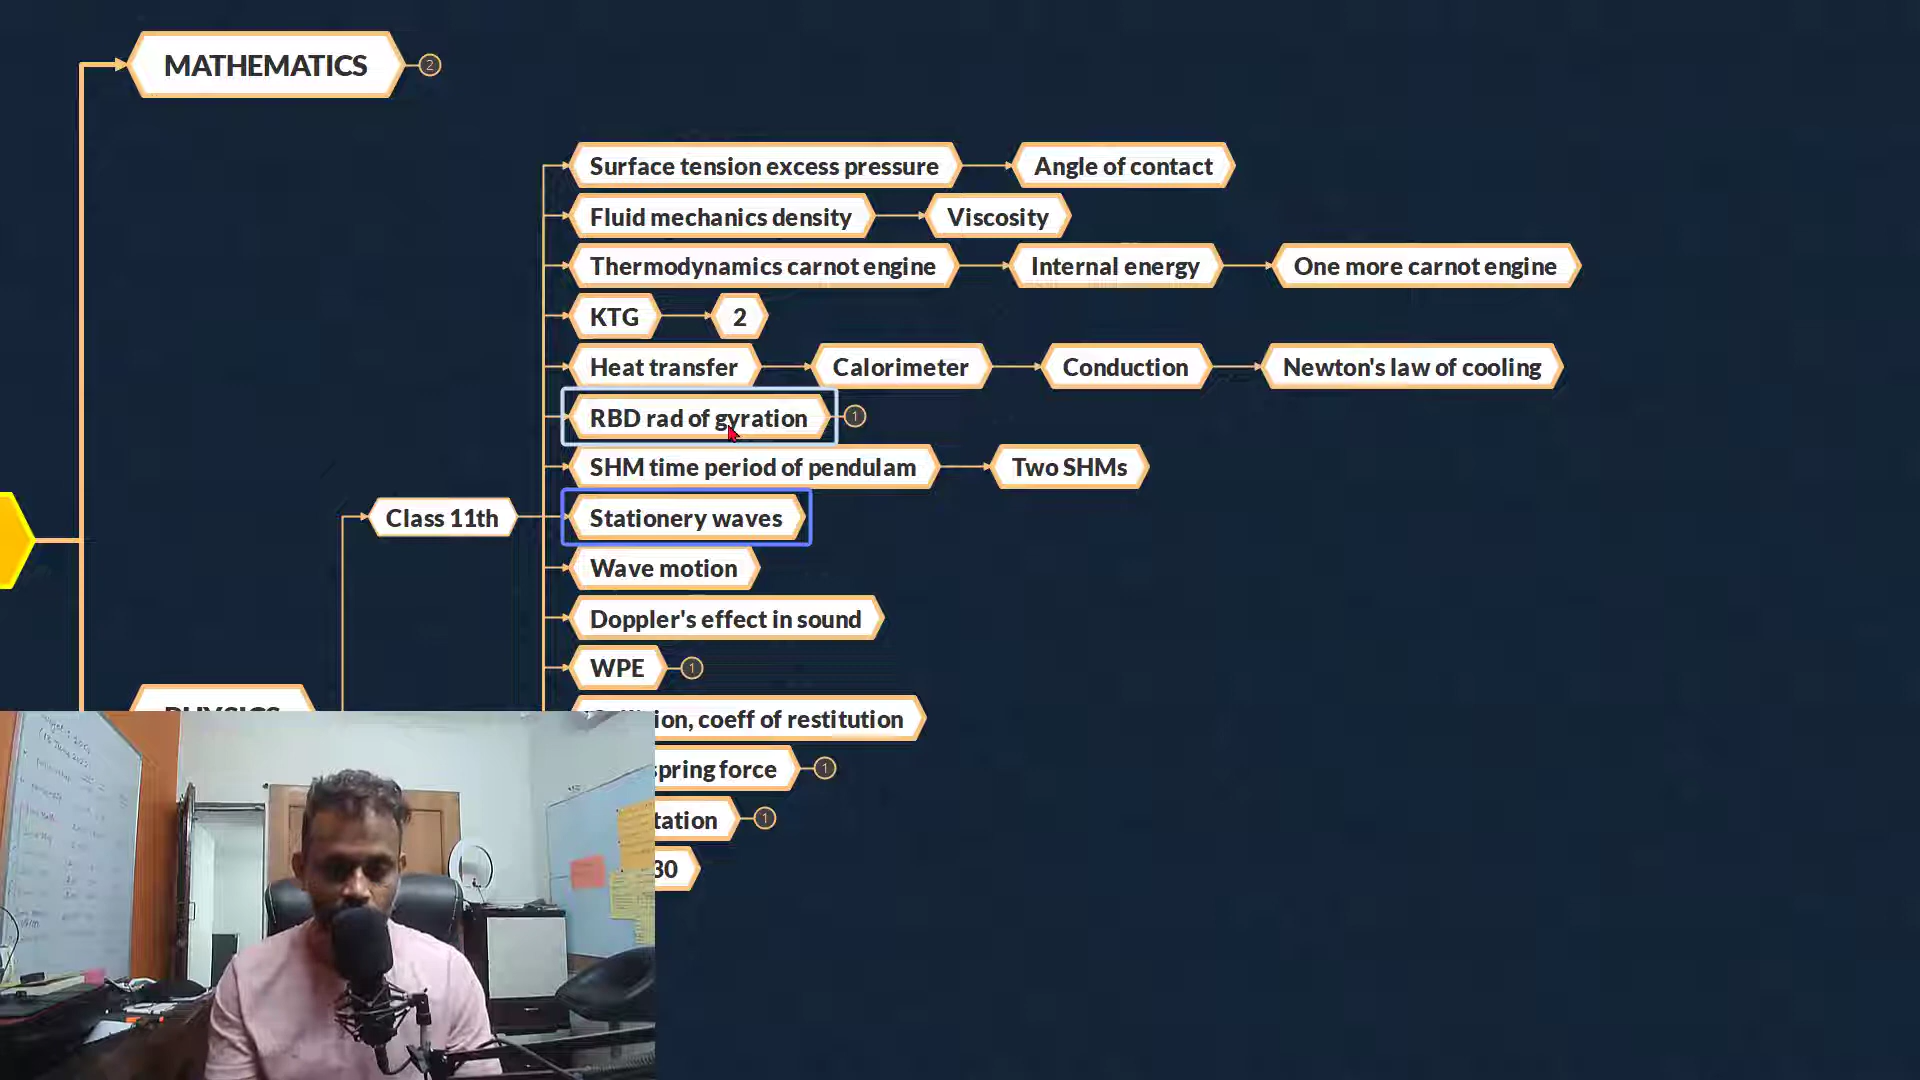 MATHEMATICS 2
Surface tension excess pressure Angle of contact
Fluid mechanics density Viscosity
Thermodynamics carnot engine Internal energy One more carnot engine
KTG 2
Heat transfer Calorimeter Conduction Newton's law of cooling
RBD rad of gyration 1
SHM time period of pendulam Two SHMs
Class 11th Stationery waves
Wave motion
Doppler's effect in sound
WPE 1
PHYSICS
ion, coeff of restitution
spring force 1
tation 1
30